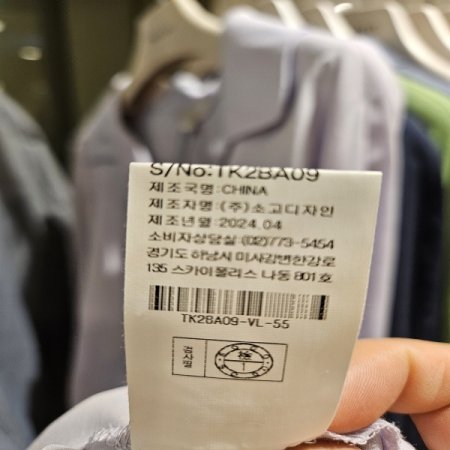 S/No:TK2BA09
제조국명:CHINA
제조자명:(주)소고디자인
제조년월:2024.04
소비자상담실:(02)773-5454
경기도 하남시 미사강변한강로
135 스카이폴리스 나동 801호
TK2BA09-VL-55
검사필